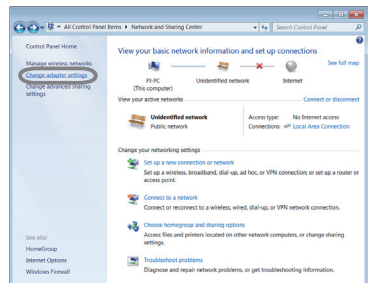 All Control Panel Items ▸ Network and Sharing Center
Search Control Panel
Control Panel Home
Manage wireless networks
Change adapter settings
Change advanced sharing
settings
See also
HomeGroup
Internet Options
Windows Firewall
View your basic network information and set up connections
See full map
PJ-PC
(This computer)
Unidentified network
Internet
View your active networks
Connect or disconnect
Unidentified network
Public network
Access type: No Internet access
Connections: Local Area Connection
Change your networking settings
Set up a new connection or network
Set up a wireless, broadband, dial-up, ad hoc, or VPN connection; or set up a router or
access point.
Connect to a network
Connect or reconnect to a wireless, wired, dial-up, or VPN network connection.
Choose homegroup and sharing options
Access files and printers located on other network computers, or change sharing
settings.
Troubleshoot problems
Diagnose and repair network problems, or get troubleshooting information.